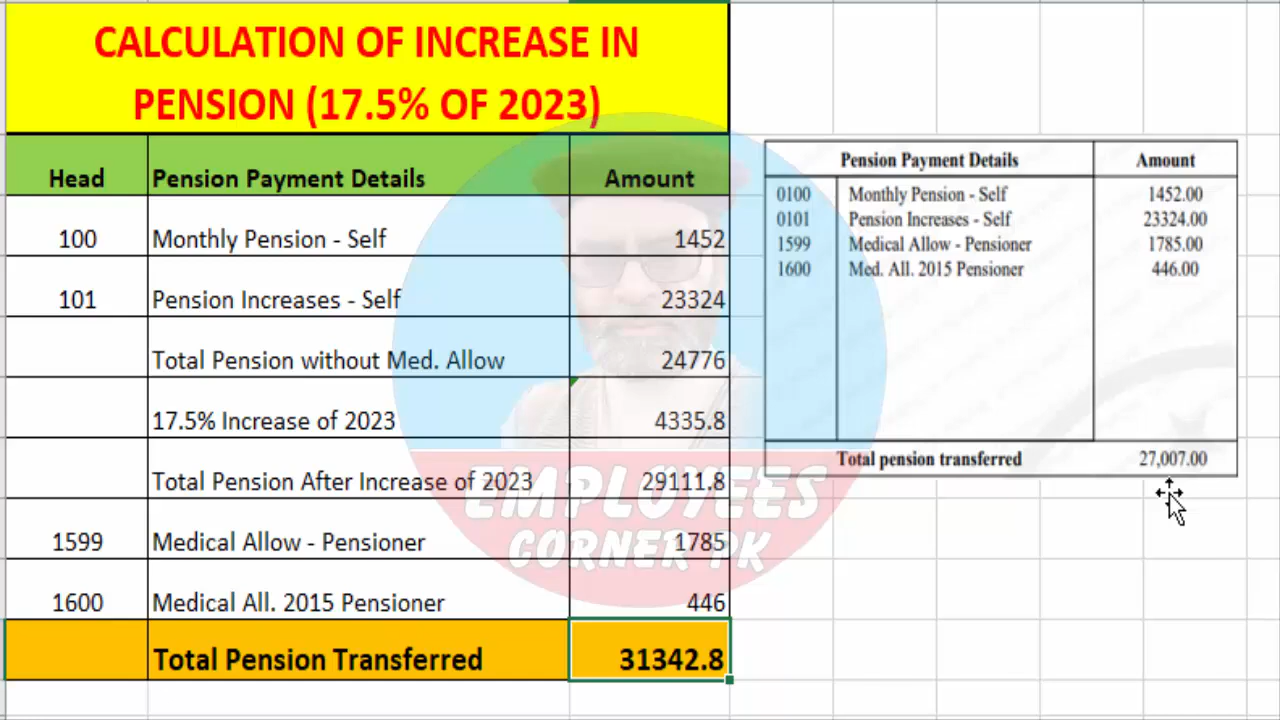 CALCULATION OF INCREASE IN
PENSION (17.5% OF 2023)
Head Pension Payment Details Amount
100 Monthly Pension - Self 1452
101 Pension Increases - Self 23324
Total Pension without Med. Allow 24776
17.5% Increase of 2023 4335.8
Total Pension After Increase of 2023 29111.8
1599 Medical Allow - Pensioner 1785
1600 Medical All. 2015 Pensioner 446
Total Pension Transferred 31342.8
EMPLOYEES
CORNER PK
Pension Payment Details Amount
0100 Monthly Pension - Self 1452.00
0101 Pension Increases - Self 23324.00
1599 Medical Allow - Pensioner 1785.00
1600 Med. All. 2015 Pensioner 446.00
Total pension transferred 27,007.00